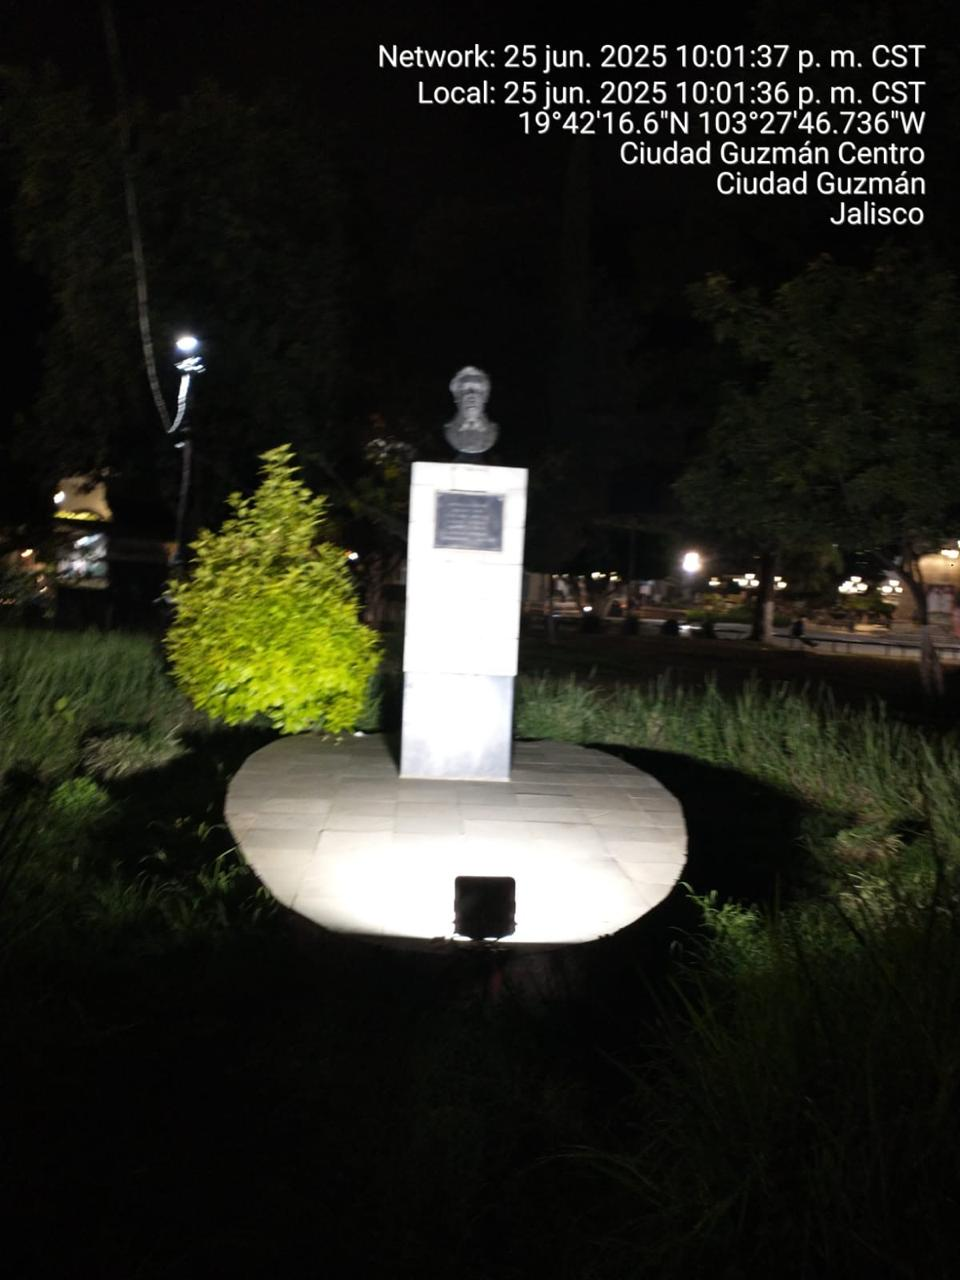 Network: 25 jun. 2025 10:01:37 p. m. CST
Local: 25 jun. 2025 10:01:36 p. m. CST
19°42'16.6"N 103°27'46.736"W
Ciudad Guzmán Centro
Ciudad Guzmán
Jalisco